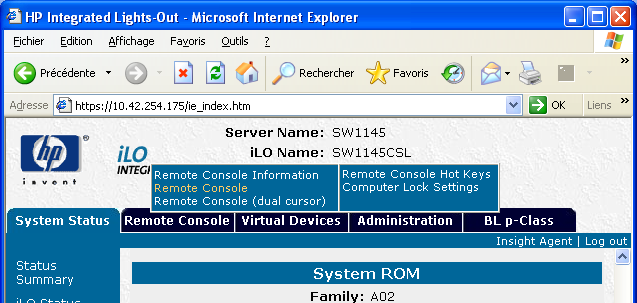 HP Integrated Lights-Out - Microsoft Internet Explorer
Fichier Edition Affichage Favoris Outils ?
Précédente Rechercher Favoris
Adresse https://10.42.254.175/ie_index.htm OK Liens
Server Name: SW1145
iLO Name: SW1145CSL
hp
invent
iLO
INTEGR
Remote Console Information
Remote Console
Remote Console (dual cursor)
Remote Console Hot Keys
Computer Lock Settings
System Status Remote Console Virtual Devices Administration BL p-Class
Insight Agent | Log out
Status
Summary
iLO Status
System ROM
Family: A02